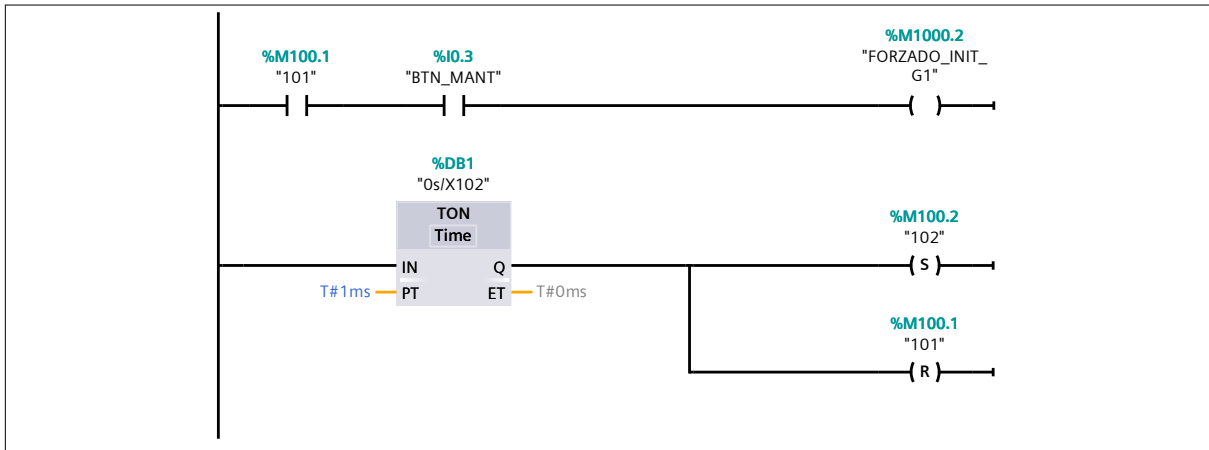 %M100.1
"101"
%I0.3
"BTN_MANT"
%M1000.2
"FORZADO_INIT_
G1"
%DB1
"0s/X102"
TON
Time
IN
Q
T#1ms
PT
ET
T#0ms
%M100.2
"102"
S
%M100.1
"101"
R